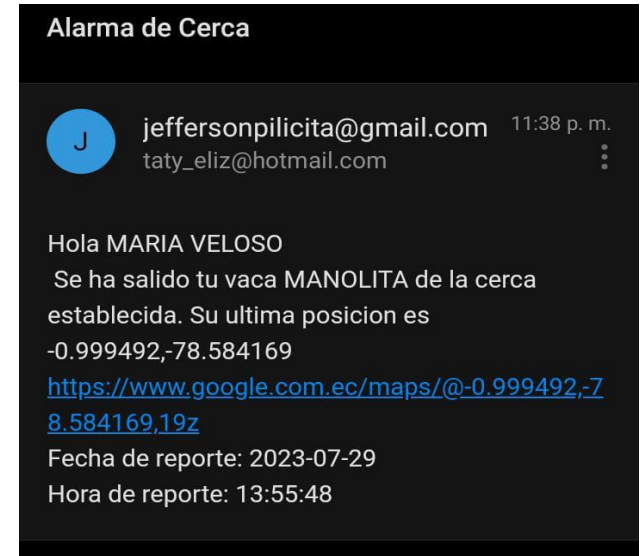 Alarma de Cerca
J
jeffersonpilicita@gmail.com 11:38 p. m.
taty_eliz@hotmail.com
Hola MARIA VELOSO
Se ha salido tu vaca MANOLITA de la cerca
establecida. Su ultima posicion es
-0.999492,-78.584169
https://www.google.com.ec/maps/@-0.999492,-7
8.584169,19z
Fecha de reporte: 2023-07-29
Hora de reporte: 13:55:48